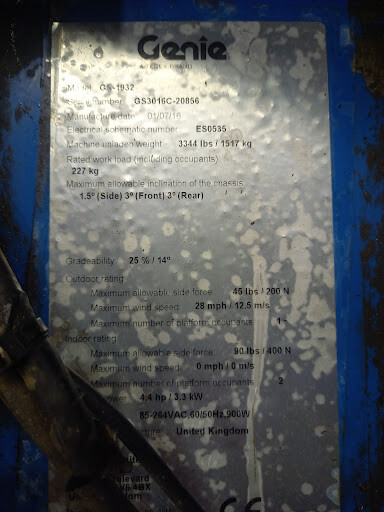 Genie
A TEREX BRAND
Model: GS-1932
Serial number: GS3016C-20856
Manufacture date: 01/07/16
Electrical schematic number: ES0535
Machine unladen weight: 3344 lbs / 1517 kg
Rated work load (including occupants):
227 kg
Maximum allowable inclination of the chassis:
1.5° (Side) 3° (Front) 3° (Rear)
Gradeability: 25 % / 14°
Outdoor rating
Maximum allowable side force: 45 lbs / 200 N
Maximum wind speed: 28 mph / 12.5 m/s
Maximum number of platform occupants: 1
Indoor rating
Maximum allowable side force: 90 lbs / 400 N
Maximum wind speed: 0 mph / 0 m/s
Maximum number of platform occupants: 2
power: 4.4 hp / 3.3 kW
85-264VAC,60/50Hz,900W
United Kingdom
CE